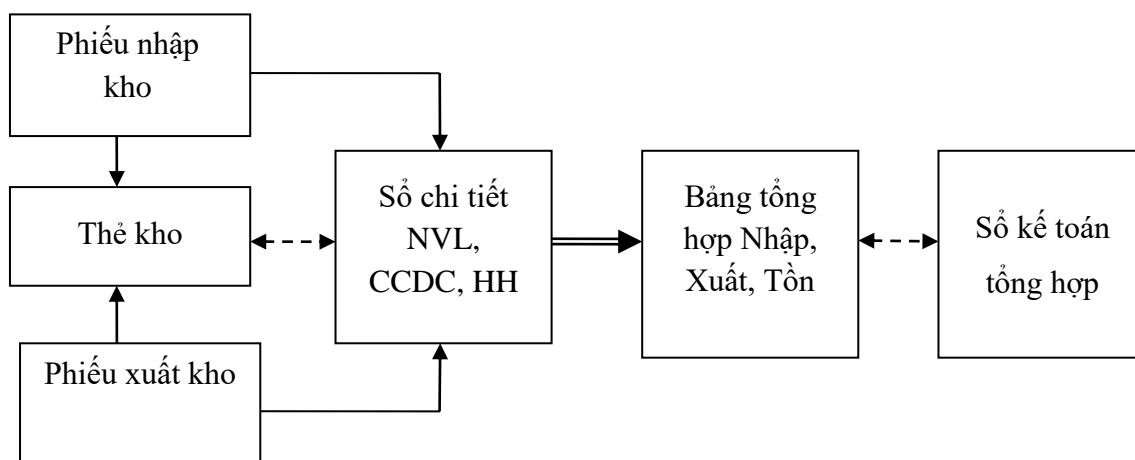 Phiếu nhập
kho
Thẻ kho
Phiếu xuất kho
Sổ chi tiết
NVL,
CCDC, HH
Bảng tổng
hợp Nhập,
Xuất, Tồn
Sổ kế toán
tổng hợp